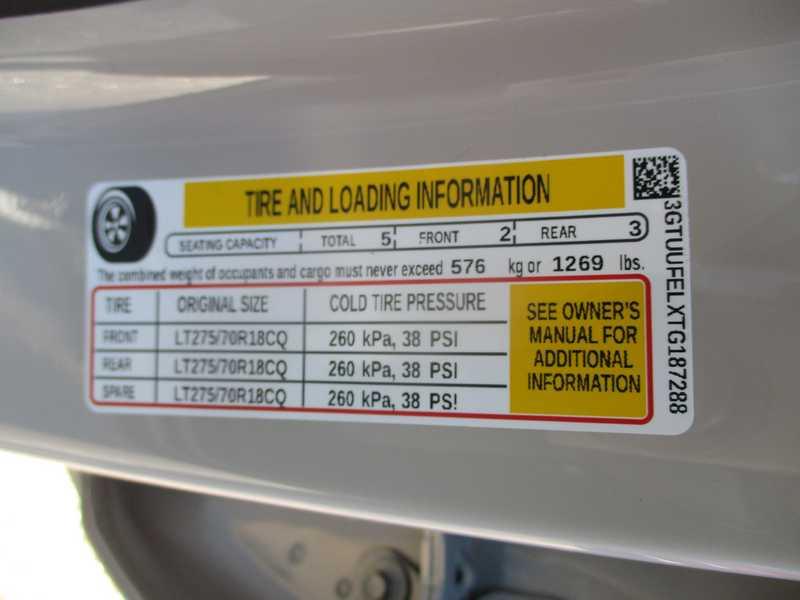 TIRE AND LOADING INFORMATION
SEATING CAPACITY TOTAL 5 FRONT 2 REAR 3
The combined weight of occupants and cargo must never exceed 576 kg or 1269 lbs.
TIRE ORIGINAL SIZE COLD TIRE PRESSURE
FRONT LT275/70R18CQ 260 kPa, 38 PSI
REAR LT275/70R18CQ 260 kPa, 38 PSI
SPARE LT275/70R18CQ 260 kPa, 38 PSI
SEE OWNER'S
MANUAL FOR
ADDITIONAL
INFORMATION
3GTUUFELXTG187288